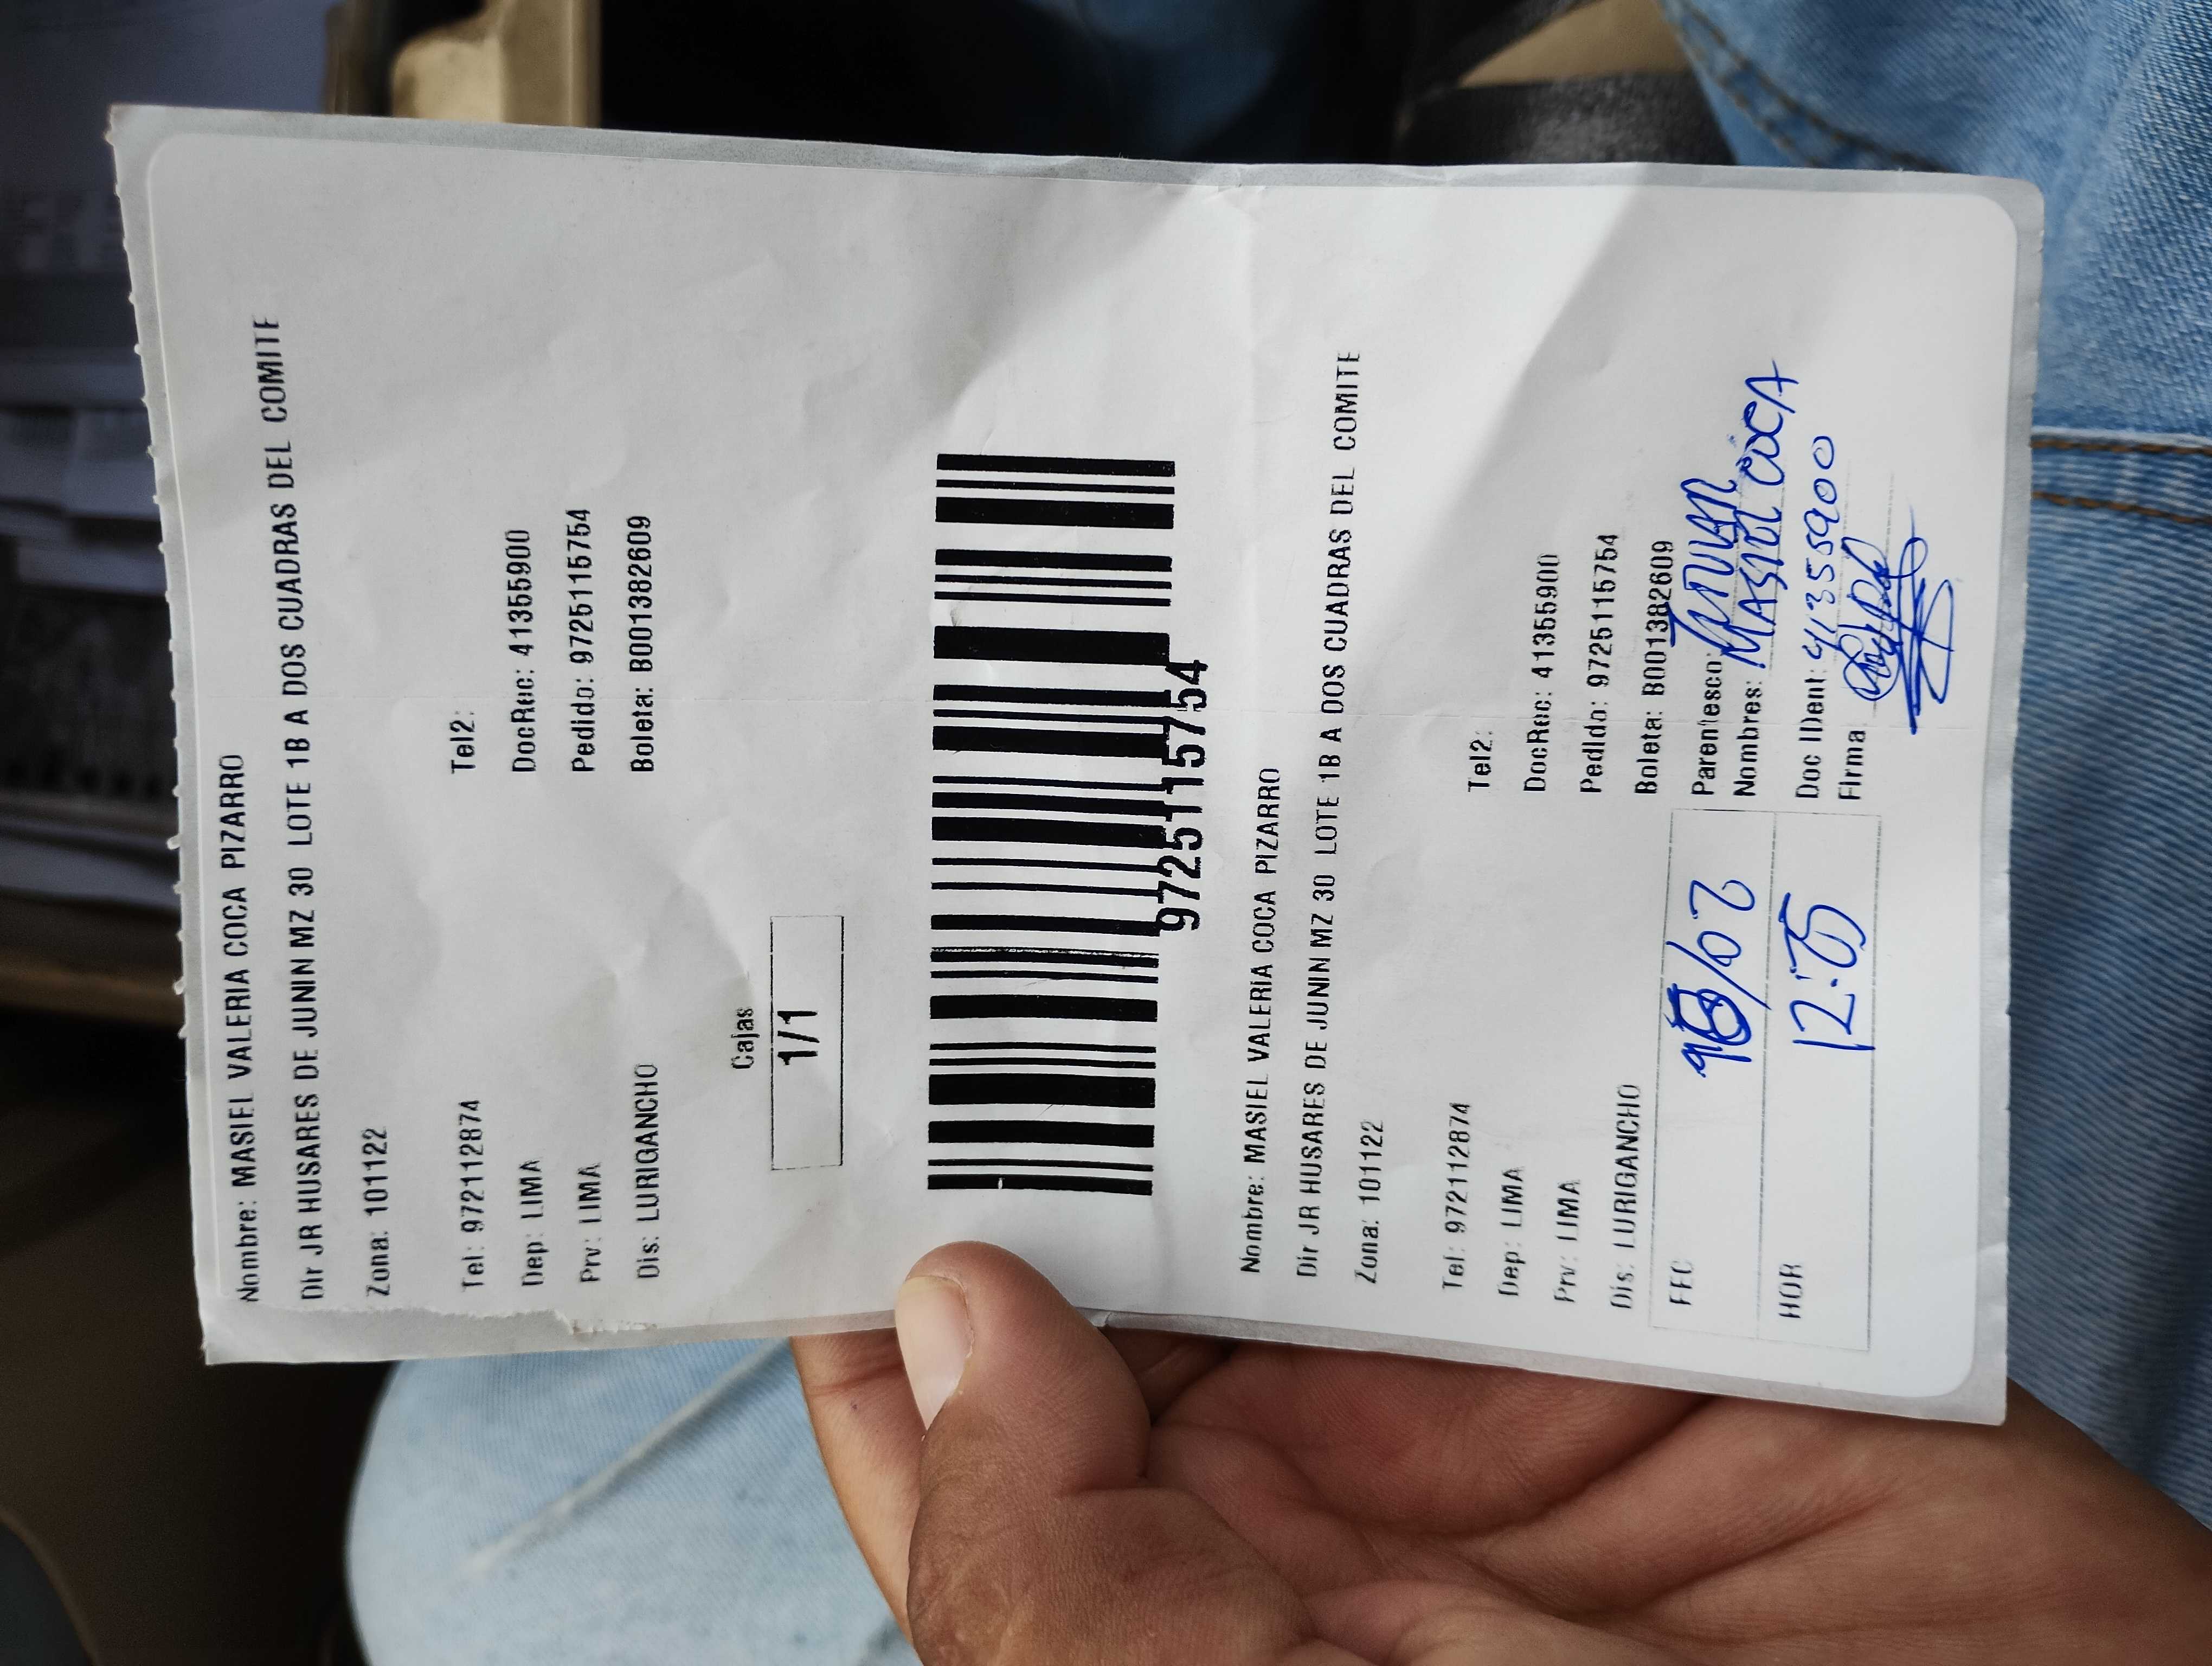 Nombre: MASIEL VALERIA COCA PIZARRO
Dir JR HUSARES DE JUNIN MZ 30 LOTE 1B A DOS CUADRAS DEL COMITE
Zona: 101122
Tel: 972112874 Tel2:
Dep: LIMA DocRec: 41355900
Prv: LIMA Pedido: 9725115754
Dis: LURIGANCHO Boleta: B001382609
Cajas
1/1
9725115754
Nombre: MASIEL VALERIA COCA PIZARRO
Dir JR HUSARES DE JUNIN MZ 30 LOTE 1B A DOS CUADRAS DEL COMITE
Zona: 101122
Tel: 972112874 Tel2:
Dep: LIMA DocRec: 41355900
Prv: LIMA Pedido: 9725115754
Dis: LURIGANCHO Boleta: B001382609
FEC Parentesco: TITULAR
Nombres: MASIEL COCA
HOR 12:05 Doc IDent: 41355900
Firma